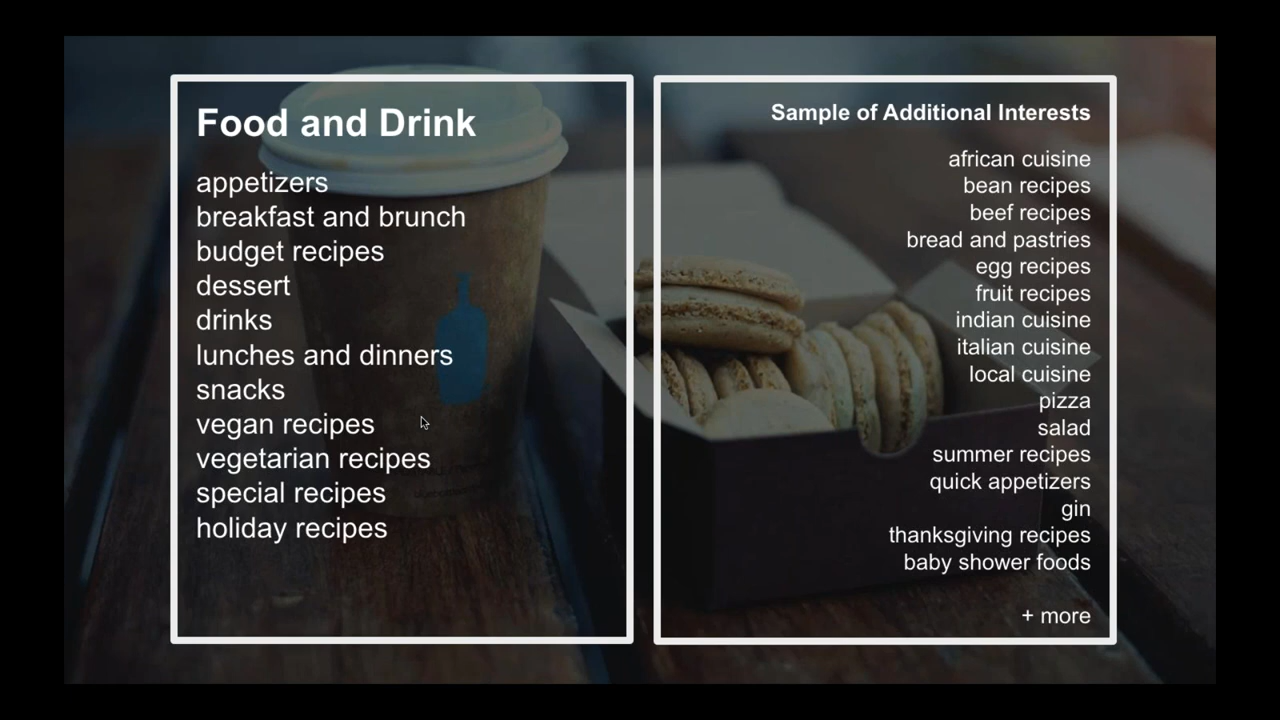 Food and Drink
appetizers
breakfast and brunch
budget recipes
dessert
drinks
lunches and dinners
snacks
vegan recipes
vegetarian recipes
special recipes
holiday recipes
Sample of Additional Interests
african cuisine
bean recipes
beef recipes
bread and pastries
egg recipes
fruit recipes
indian cuisine
italian cuisine
local cuisine
pizza
salad
summer recipes
quick appetizers
gin
thanksgiving recipes
baby shower foods
+ more